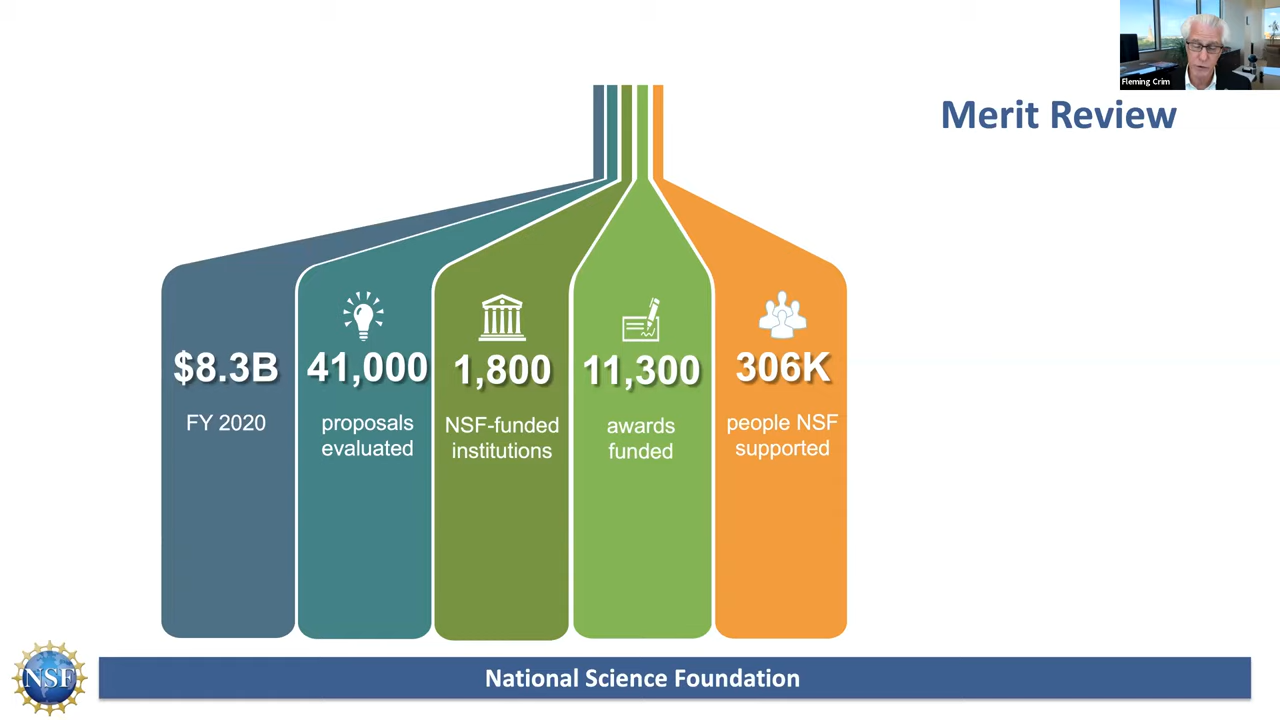 Fleming Crim
Merit Review
$8.3B
FY 2020
41,000
proposals
evaluated
1,800
NSF-funded
institutions
11,300
awards
funded
306K
people NSF
supported
NSF
National Science Foundation